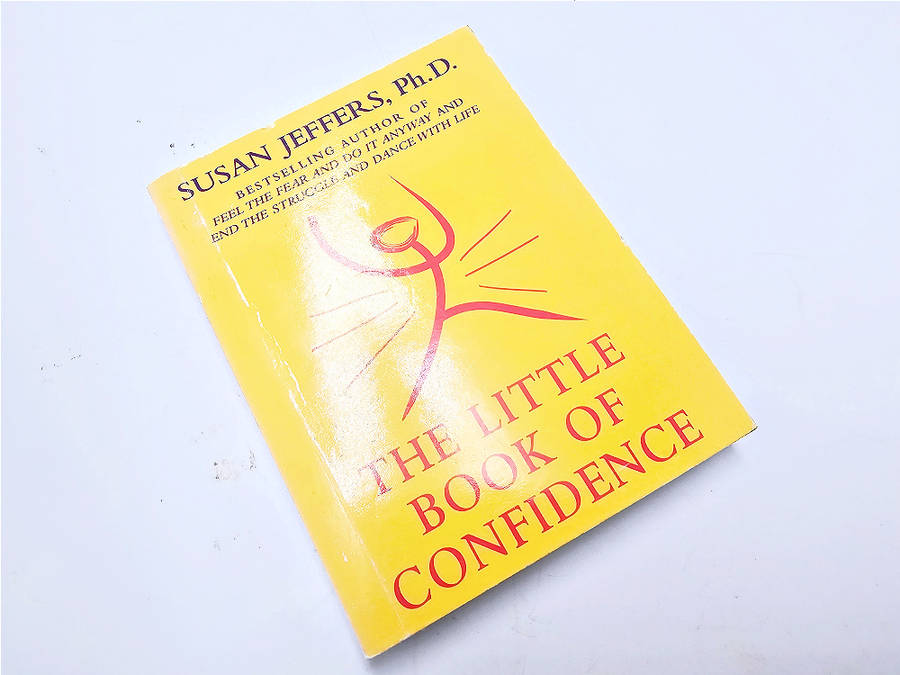 SUSAN JEFFERS, Ph.D.
BESTSELLING AUTHOR OF
FEEL THE FEAR AND DO IT ANYWAY AND
END THE STRUGGLE AND DANCE WITH LIFE
THE LITTLE
BOOK OF
CONFIDENCE